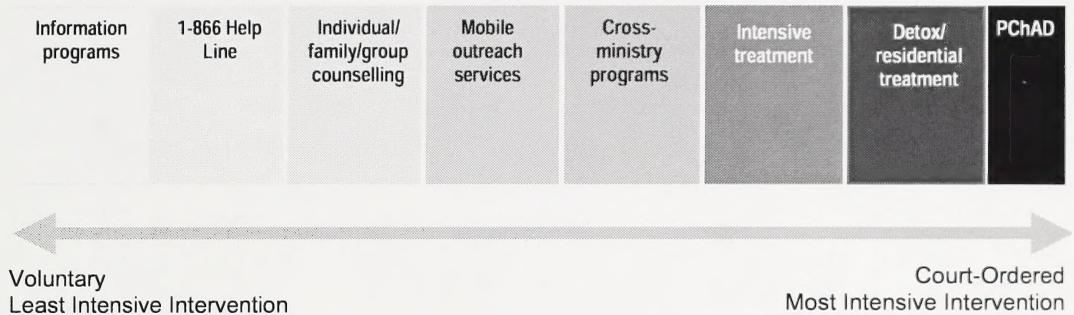 Information
programs
1-866 Help
Line
Individual/
family/group
counselling
Mobile
outreach
services
Cross-
ministry
programs
Intensive
treatment
Detox/
residential
treatment
PChAD
Voluntary
Least Intensive Intervention
Court-Ordered
Most Intensive Intervention